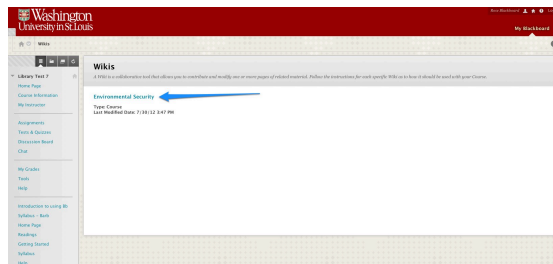 Washington
University in St.Louis
Ross Blackboard
My Blackboard
Wikis
Library Test 7
Home Page
Course Information
My Instructor
Assignments
Tests & Quizzes
Discussion Board
Chat
My Grades
Tools
Help
Introduction to using Bb
Syllabus - Bath
Home Page
Readings
Getting Started
Syllabus
Help
Wikis
A Wiki is a collaborative tool that allows you to contribute and modify one or more pages of related material. Follow the instructions for each specific Wiki as to how it should be used with your Course.
Environmental Security
Type: Course
Last Modified Date: 7/30/12 3:47 PM